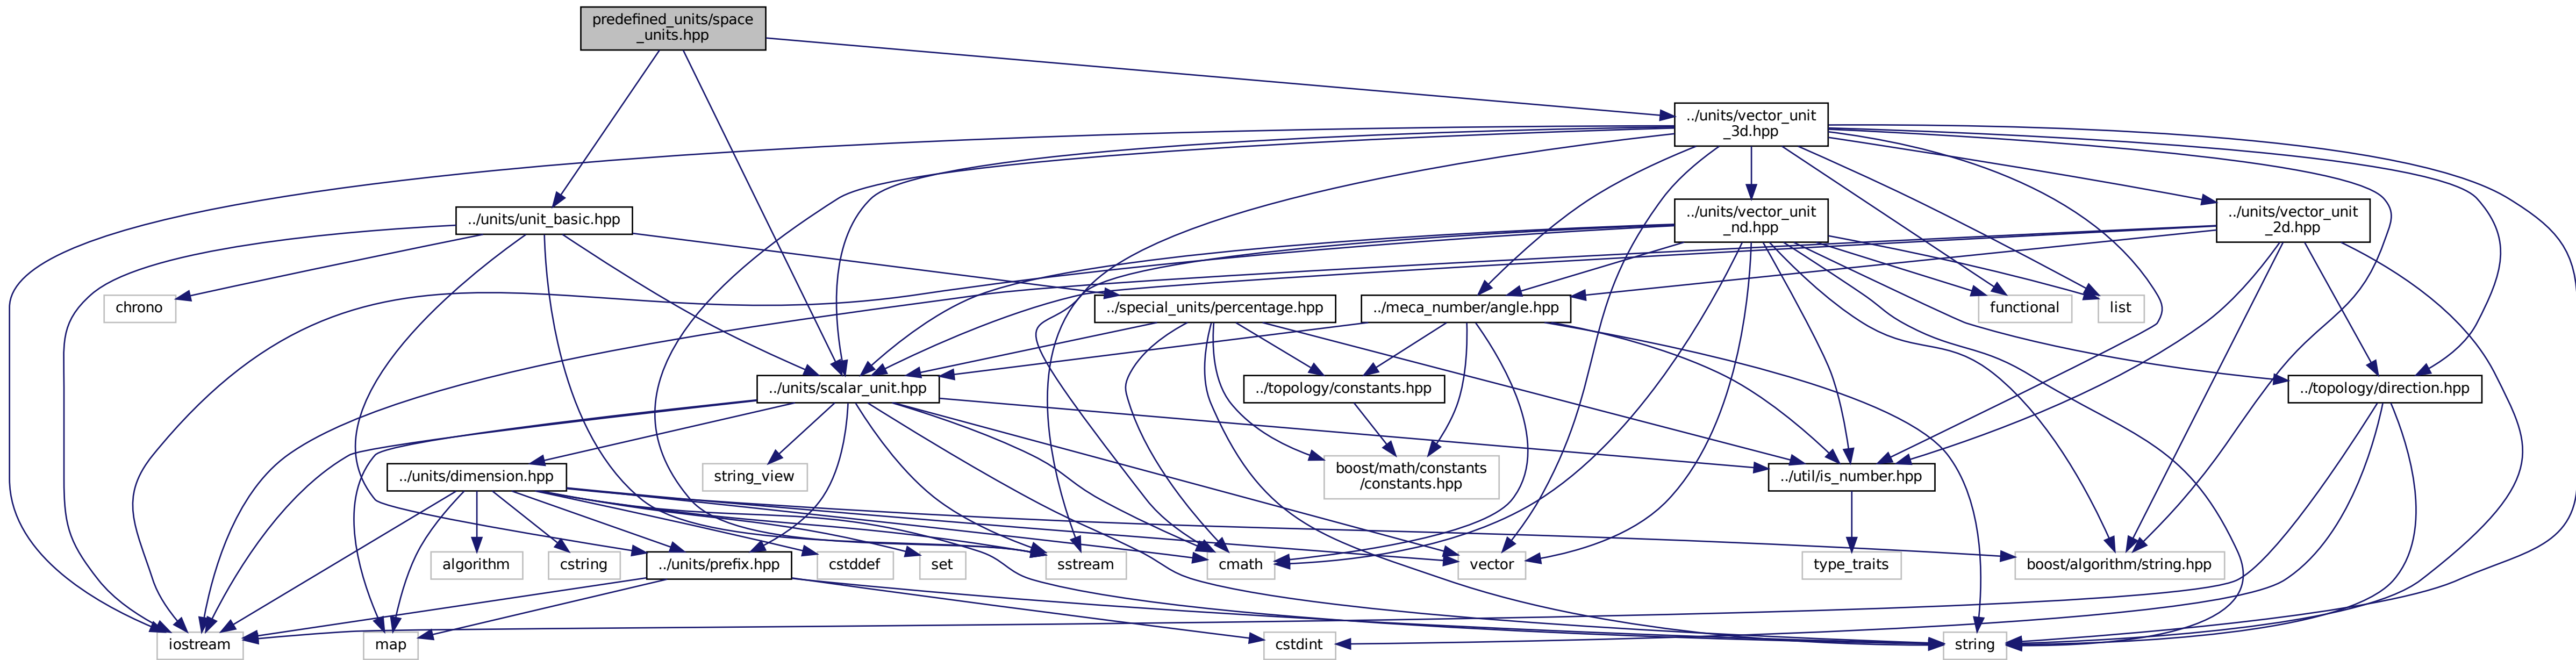 predefined_units/space
_units.hpp
../units/vector_unit
_3d.hpp
../units/unit_basic.hpp
../units/vector_unit
_nd.hpp
../units/vector_unit
_2d.hpp
chrono
../special_units/percentage.hpp
../meca_number/angle.hpp
functional
list
../units/scalar_unit.hpp
../topology/constants.hpp
../topology/direction.hpp
../units/dimension.hpp
string_view
boost/math/constants
/constants.hpp
../util/is_number.hpp
algorithm
cstring
../units/prefix.hpp
cstddef
set
sstream
cmath
vector
type_traits
boost/algorithm/string.hpp
iostream
map
cstdint
string